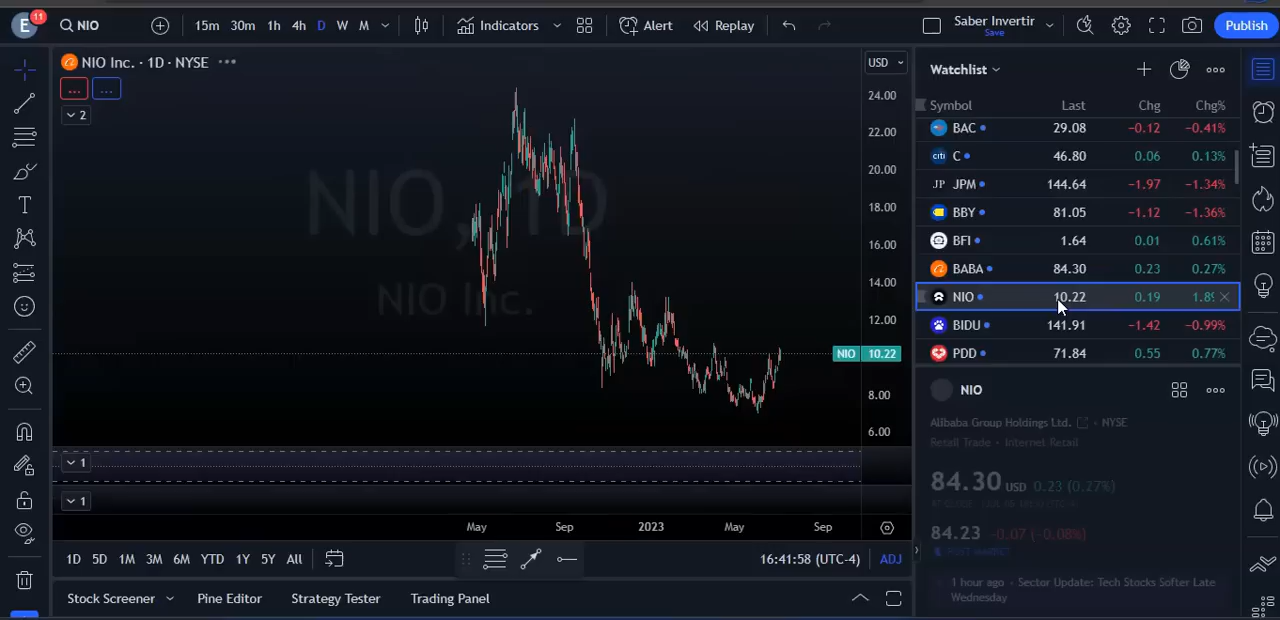 E 11 NIO 15m 30m 1h 4h D W M Indicators Alert Replay Saber Invertir Save Publish
NIO Inc. · 1D · NYSE
USD
2
24.00
22.00
20.00
18.00
16.00
14.00
12.00
NIO 10.22
8.00
6.00
NIO, 1D
NIO Inc.
1
1
May Sep 2023 May Sep
1D 5D 1M 3M 6M YTD 1Y 5Y All 16:41:58 (UTC-4) ADJ
Stock Screener Pine Editor Strategy Tester Trading Panel
Watchlist
Symbol Last Chg Chg%
BAC 29.08 −0.12 −0.41%
citi C 46.80 0.06 0.13%
JP JPM 144.64 −1.97 −1.34%
BBY 81.05 −1.12 −1.36%
BFI 1.64 0.01 0.61%
BABA 84.30 0.23 0.27%
NIO 10.22 0.19 1.89
BIDU 141.91 −1.42 −0.99%
PDD 71.84 0.55 0.77%
NIO
Alibaba Group Holdings Ltd. · NYSE
Retail Trade · Internet Retail
84.30 USD 0.23 (0.27%)
84.23 −0.07 (−0.08%)
1 hour ago · Sector Update: Tech Stocks Softer Late
Wednesday